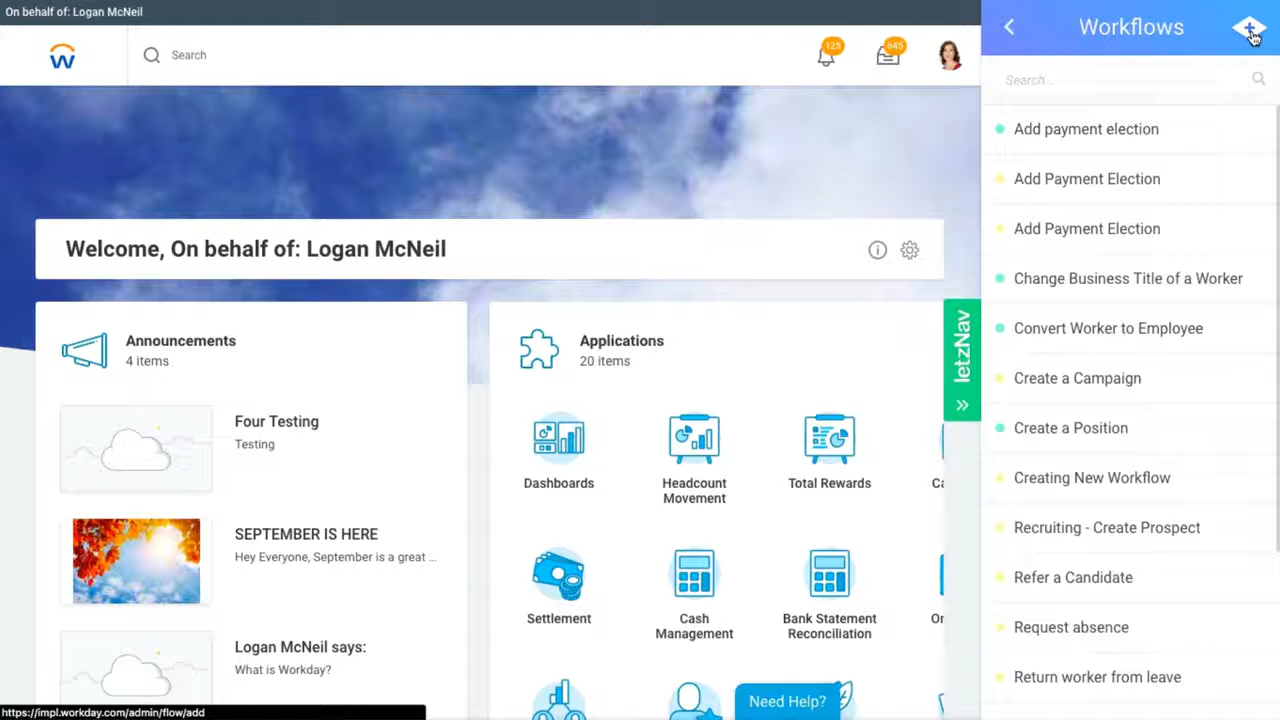 On behalf of: Logan McNeil
Search
125
645
Welcome, On behalf of: Logan McNeil
Announcements
4 items
Four Testing
Testing
SEPTEMBER IS HERE
Hey Everyone, September is a great ...
Logan McNeil says:
What is Workday?
Applications
20 items
Dashboards
Headcount
Movement
Total Rewards
Ca
Settlement
Cash
Management
Bank Statement
Reconciliation
Or
Need Help?
letzNav
https://impl.workday.com/admin/flow/add
Workflows
Search...
Add payment election
Add Payment Election
Add Payment Election
Change Business Title of a Worker
Convert Worker to Employee
Create a Campaign
Create a Position
Creating New Workflow
Recruiting - Create Prospect
Refer a Candidate
Request absence
Return worker from leave